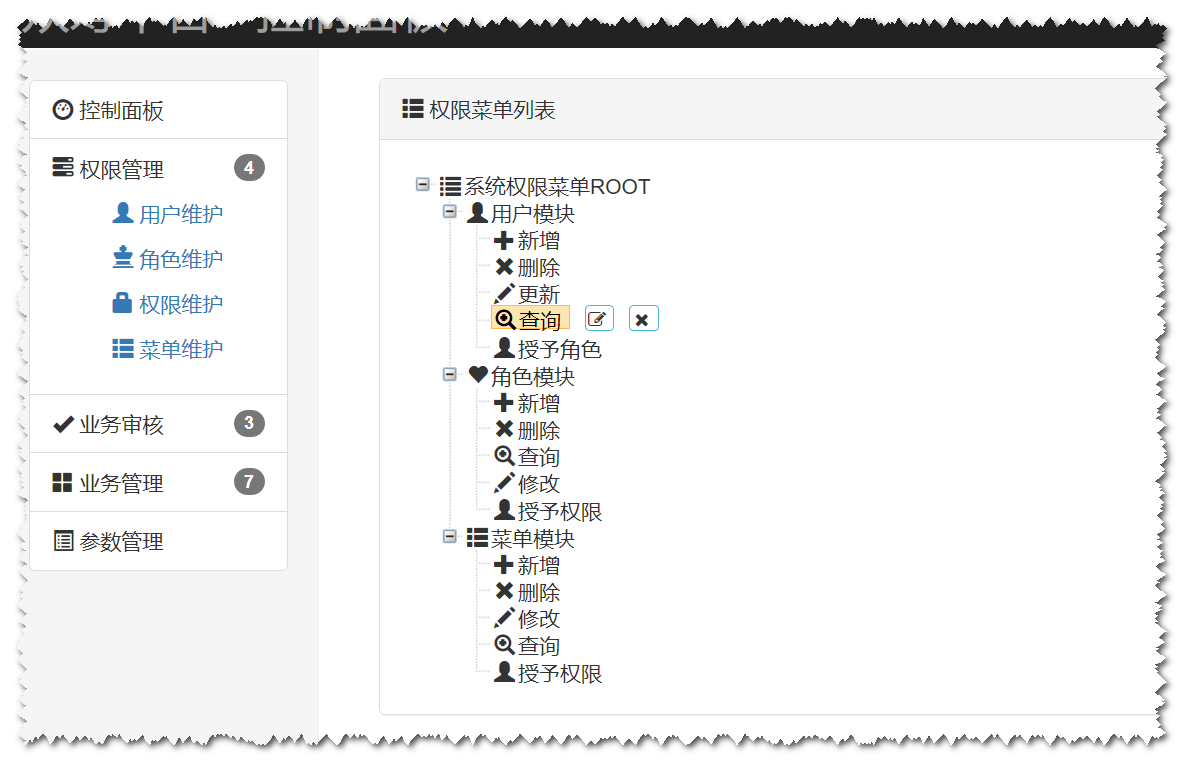 控制面板
权限管理 4
用户维护
角色维护
权限维护
菜单维护
业务审核 3
业务管理 7
参数管理
权限菜单列表
系统权限菜单ROOT
用户模块
新增
删除
更新
查询
授予角色
角色模块
新增
删除
查询
修改
授予权限
菜单模块
新增
删除
修改
查询
授予权限